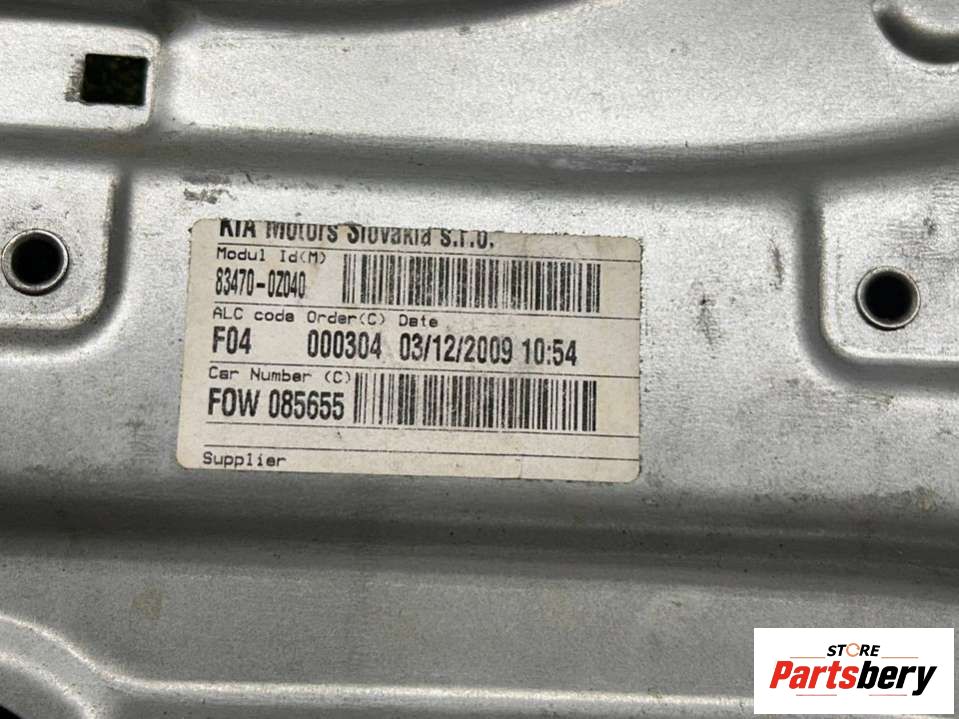 KIA Motors Slovakia s.r.o.
Modul Id(M)
83470-0Z040
ALC code Order(C) Date
F04 000304 03/12/2009 10:54
Car Number (C)
FOW 085655
Supplier
STORE
Partsbery